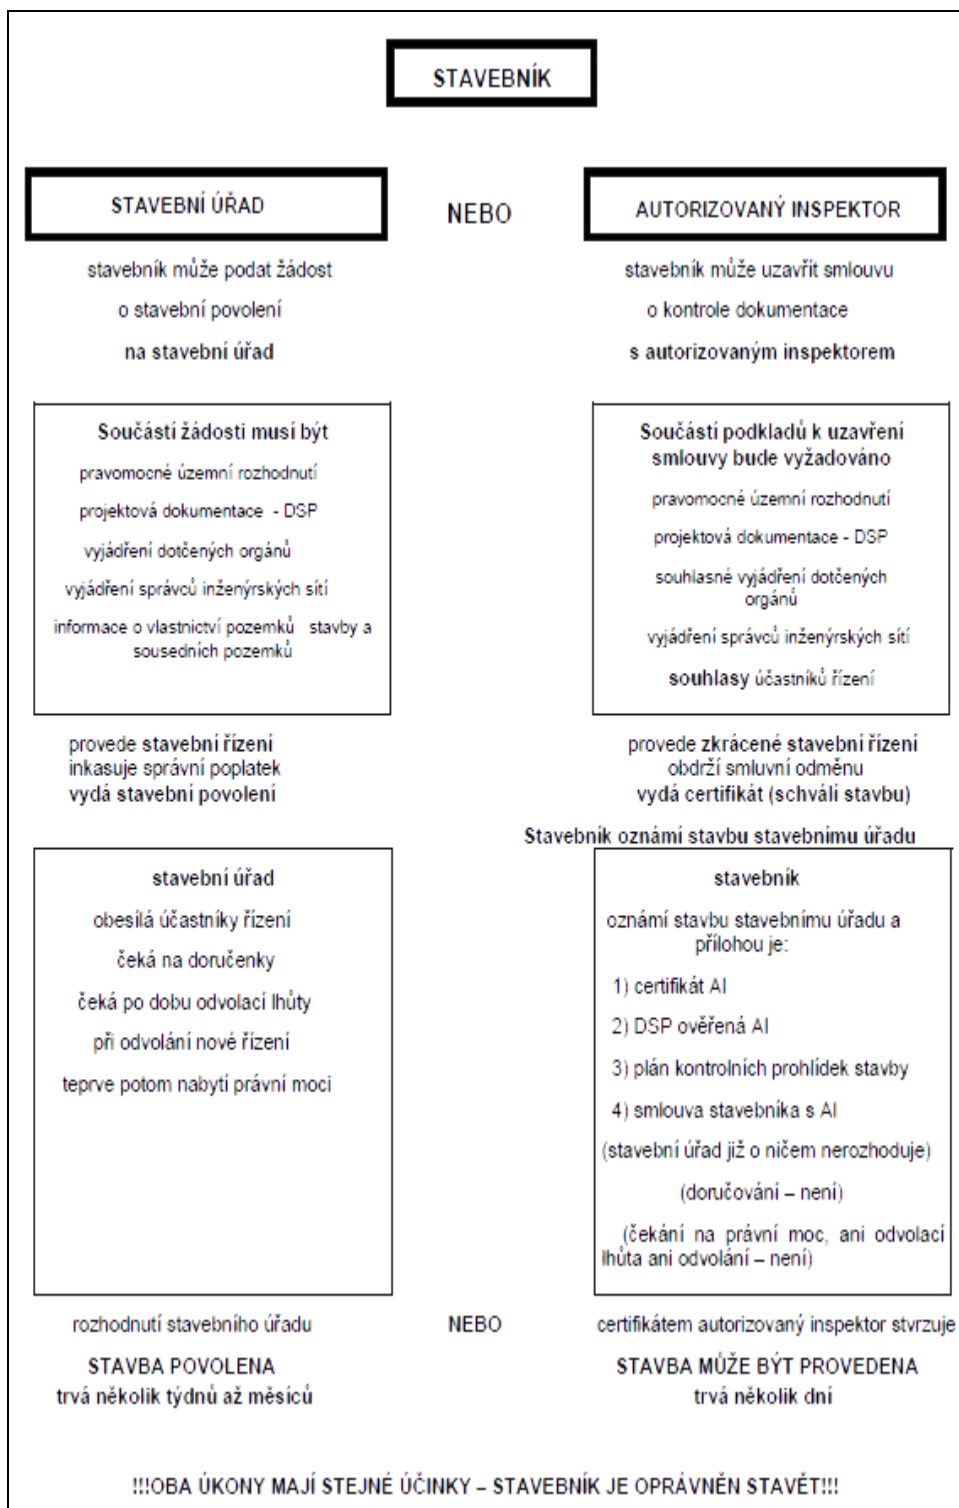 STAVEBNÍK
STAVEBNÍ ÚŘAD
NEBO
AUTORIZOVANÝ INSPEKTOR
stavebník může podat žádost
o stavební povolení
na stavební úřad
stavebník může uzavřít smlouvu
o kontrole dokumentace
s autorizovaným inspektorem
Součástí žádosti musí být
pravomocné územní rozhodnutí
projektová dokumentace - DSP
vyjádření dotčených orgánů
vyjádření správců inženýrských sítí
informace o vlastnictví pozemků stavby a
sousedních pozemků
Součástí podkladů k uzavření
smlouvy bude vyžadováno
pravomocné územní rozhodnutí
projektová dokumentace - DSP
souhlasné vyjádření dotčených
orgánů
vyjádření správců inženýrských sítí
souhlasy účastníků řízení
provede stavební řízení
inkasuje správní poplatek
vydá stavební povolení
provede zkrácené stavební řízení
obdrží smluvní odměnu
vydá certifikát (schválí stavbu)
Stavebník oznámí stavbu stavebnímu úřadu
stavební úřad
obesílá účastníky řízení
čeká na doručenky
čeká po dobu odvolací lhůty
při odvolání nové řízení
teprve potom nabytí právní moci
stavebník
oznámí stavbu stavebnímu úřadu a
přílohou je:
1) certifikát AI
2) DSP ověřená AI
3) plán kontrolních prohlídek stavby
4) smlouva stavebníka s AI
(stavební úřad již o ničem nerozhoduje)
(doručování – není)
(čekání na právní moc, ani odvolací
lhůta ani odvolání – není)
rozhodnutí stavebního úřadu
STAVBA POVOLENA
trvá několik týdnů až měsíců
NEBO
certifikátem autorizovaný inspektor stvrzuje
STAVBA MŮŽE BÝT PROVEDENA
trvá několik dní
!!!OBA ÚKONY MAJÍ STEJNÉ ÚČINKY – STAVEBNÍK JE OPRÁVNĚN STAVĚT!!!